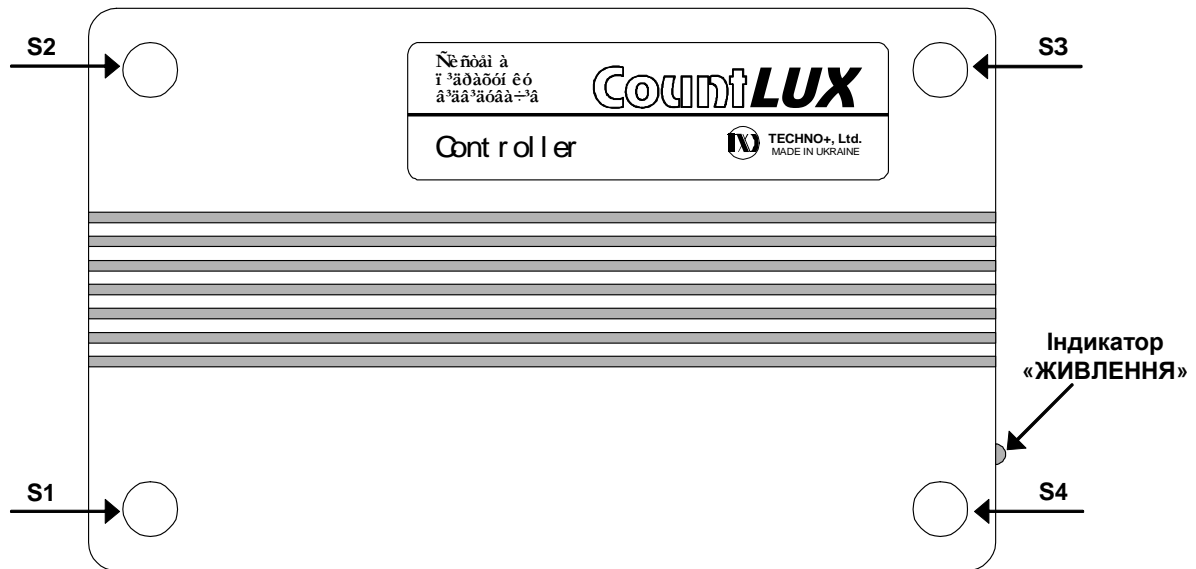 S2
S3
Ñèñòåì à
ï ³äðàõóí êó
â³äâ³äóâà÷³â
CountLUX
Controller
TECHNO+, Ltd.
MADE IN UKRAINE
Індикатор
«ЖИВЛЕННЯ»
S1
S4